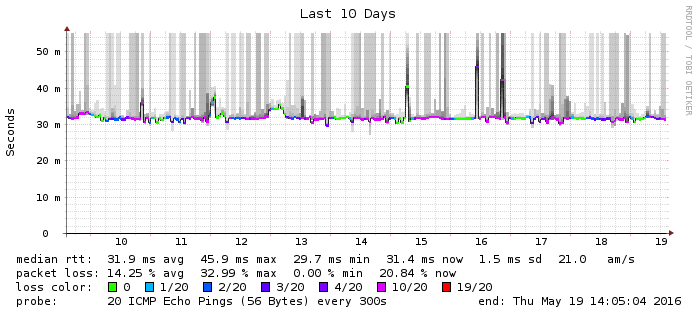 Last 10 Days
RRDTOOL / TOBI OETIKER
Seconds
50 m
40 m
30 m
20 m
10 m
0
10 11 12 13 14 15 16 17 18 19
median rtt: 31.9 ms avg 45.9 ms max 29.7 ms min 31.4 ms now 1.5 ms sd 21.0 am/s
packet loss: 14.25 % avg 32.99 % max 0.00 % min 20.84 % now
loss color: 0 1/20 2/20 3/20 4/20 10/20 19/20
probe: 20 ICMP Echo Pings (56 Bytes) every 300s end: Thu May 19 14:05:04 2016